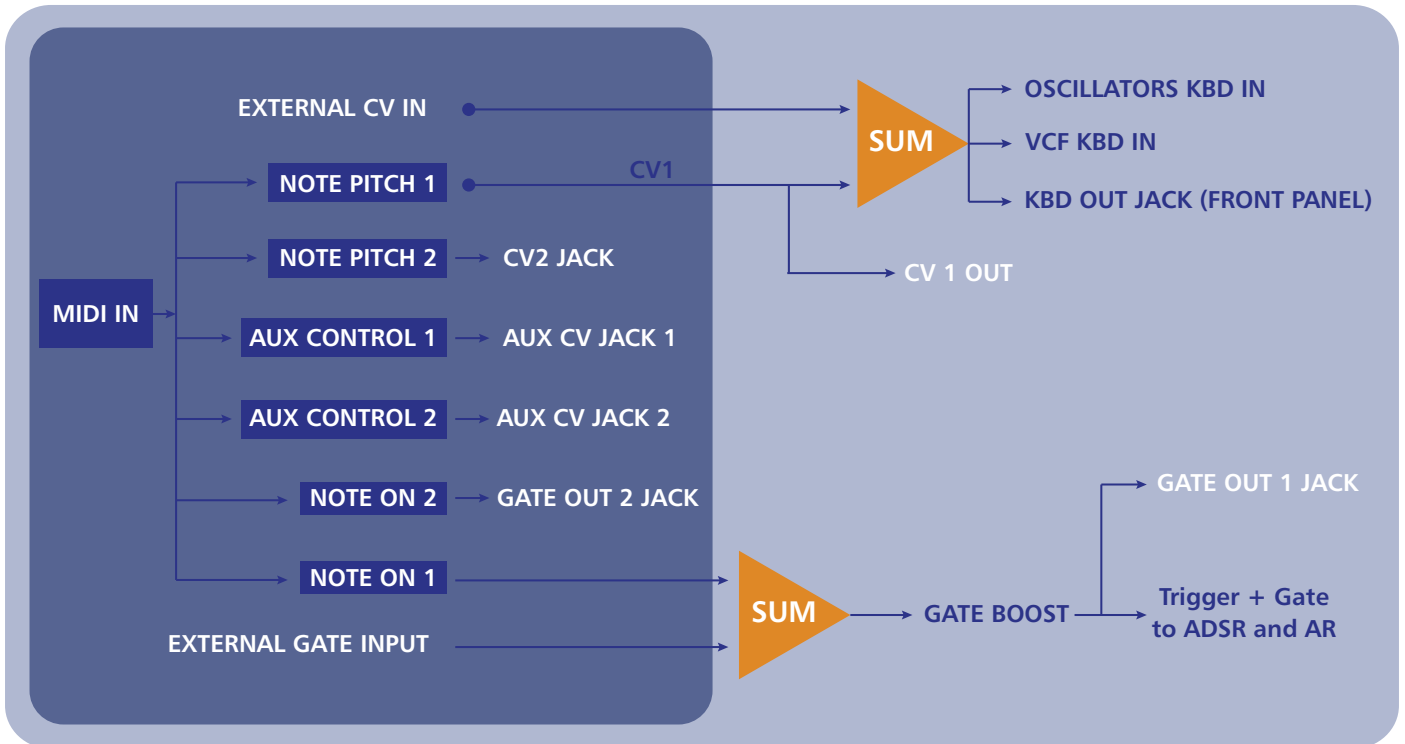 EXTERNAL CV IN
NOTE PITCH 1
CV1
NOTE PITCH 2
CV2 JACK
MIDI IN
AUX CONTROL 1
AUX CV JACK 1
AUX CONTROL 2
AUX CV JACK 2
NOTE ON 2
GATE OUT 2 JACK
NOTE ON 1
EXTERNAL GATE INPUT
SUM
OSCILLATORS KBD IN
VCF KBD IN
KBD OUT JACK (FRONT PANEL)
CV 1 OUT
SUM
GATE BOOST
GATE OUT 1 JACK
Trigger + Gate
to ADSR and AR